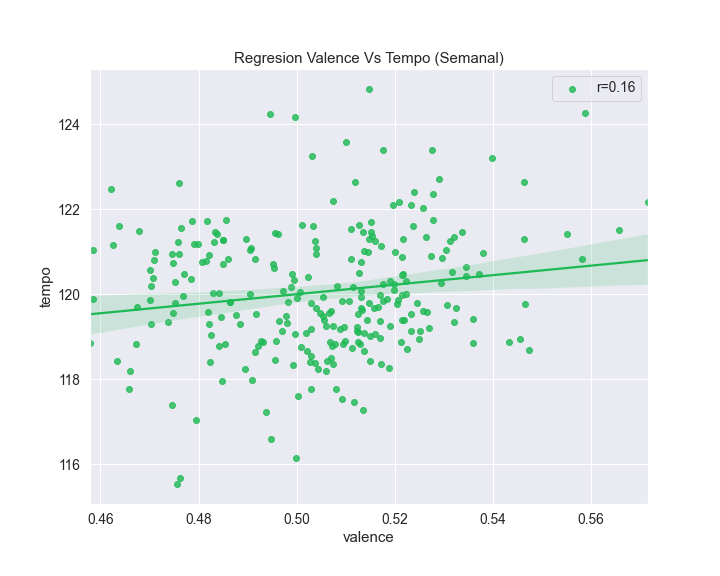 Regresion Valence Vs Tempo (Semanal)
r=0.16
124
122
120
118
116
tempo
0.46 0.48 0.50 0.52 0.54 0.56
valence